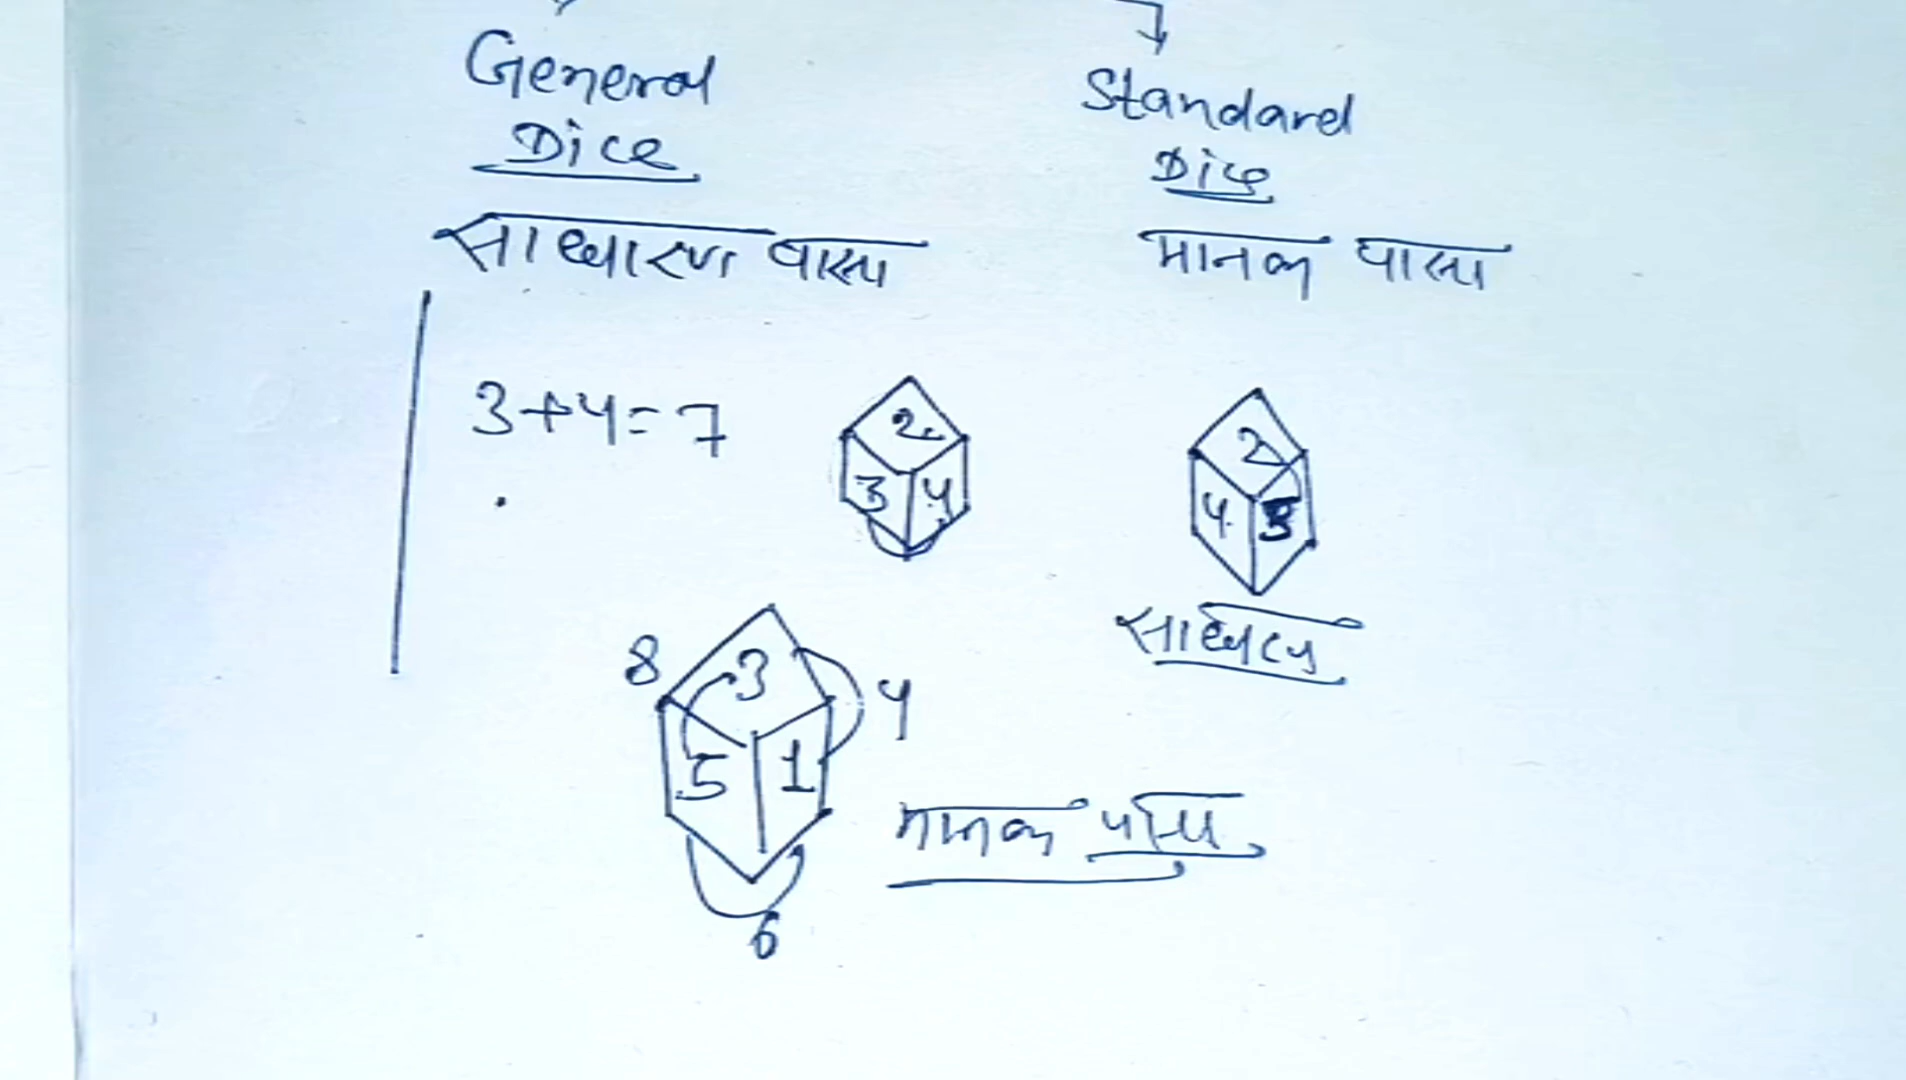 General
Dice
साधारण पासा
Standard
Dice
मानक पासा
3+4=7
2
3 4
2
4 5
साधारण
8
3
4
5 1
6
मानक पासा